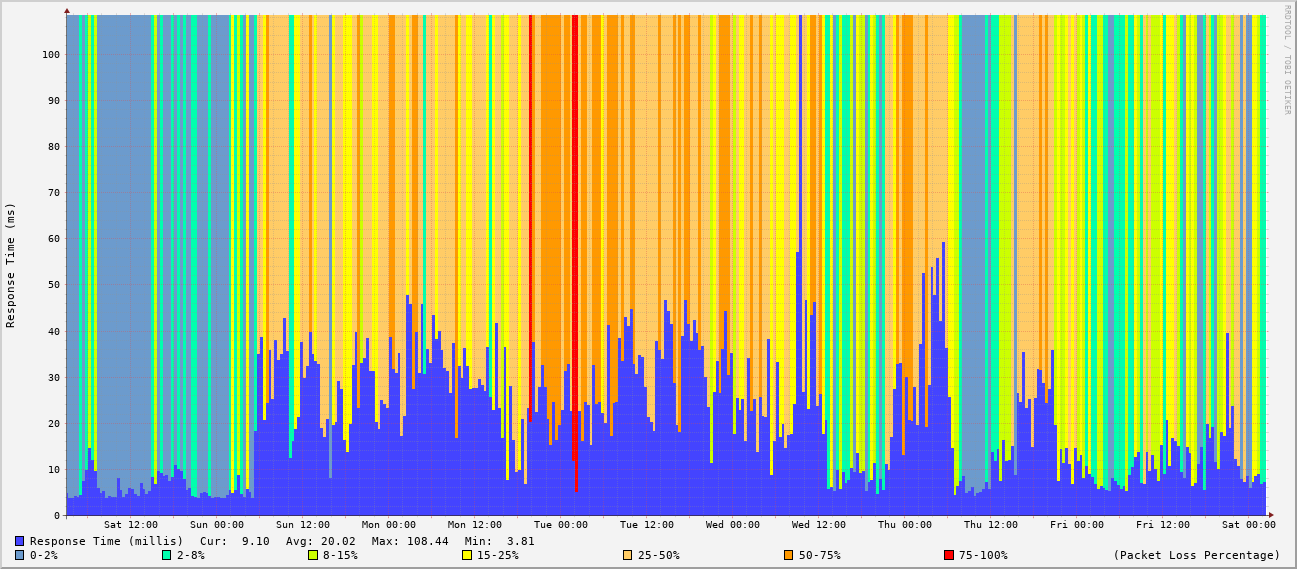 RRDTOOL / TOBI OETIKER
Response Time (ms)
100
90
80
70
60
50
40
30
20
10
0
Sat 12:00 Sun 00:00 Sun 12:00 Mon 00:00 Mon 12:00 Tue 00:00 Tue 12:00 Wed 00:00 Wed 12:00 Thu 00:00 Thu 12:00 Fri 00:00 Fri 12:00 Sat 00:00
Response Time (millis) Cur: 9.10 Avg: 20.02 Max: 108.44 Min: 3.81
0-2% 2-8% 8-15% 15-25% 25-50% 50-75% 75-100% (Packet Loss Percentage)